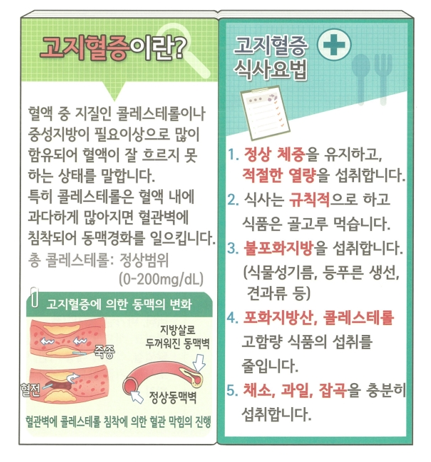 고지혈증이란?
혈액 중 지질인 콜레스테롤이나
중성지방이 필요이상으로 많이
함유되어 혈액이 잘 흐르지 못
하는 상태를 말합니다.
특히 콜레스테롤은 혈액 내에
과다하게 많아지면 혈관벽에
침착되어 동맥경화를 일으킵니다.
총 콜레스테롤: 정상범위
(0-200mg/dL)
고지혈증에 의한 동맥의 변화
죽종
혈전
지방살로
두꺼워진 동맥벽
정상동맥벽
혈관벽에 콜레스테롤 침착에 의한 혈관 막힘의 진행
고지혈증
식사요법
1. 정상 체중을 유지하고,
적절한 열량을 섭취합니다.
2. 식사는 규칙적으로 하고
식품은 골고루 먹습니다.
3. 불포화지방을 섭취합니다.
(식물성기름, 등푸른 생선,
견과류 등)
4. 포화지방산, 콜레스테롤
고함량 식품의 섭취를
줄입니다.
5. 채소, 과일, 잡곡을 충분히
섭취합니다.